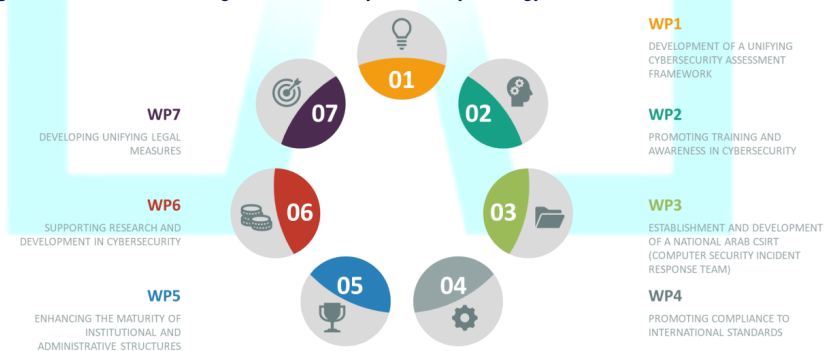 WP1
DEVELOPMENT OF A UNIFYING
CYBERSECURITY ASSESSMENT
FRAMEWORK
WP2
PROMOTING TRAINING AND
AWARENESS IN CYBERSECURITY
WP3
ESTABLISHMENT AND DEVELOPMENT
OF A NATIONAL ARAB CSIRT
(COMPUTER SECURITY INCIDENT
RESPONSE TEAM)
WP4
PROMOTING COMPLIANCE TO
INTERNATIONAL STANDARDS
WP5
ENHANCING THE MATURITY OF
INSTITUTIONAL AND
ADMINISTRATIVE STRUCTURES
WP6
SUPPORTING RESEARCH AND
DEVELOPMENT IN CYBERSECURITY
WP7
DEVELOPING UNIFYING LEGAL
MEASURES
01
02
03
04
05
06
07